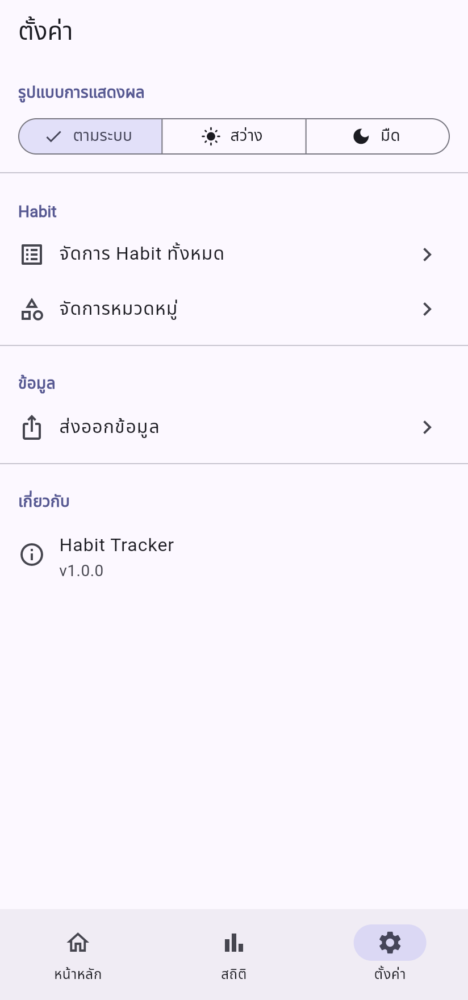 ตั้งค่า
รูปแบบการแสดงผล
ตามระบบ
สว่าง
มืด
Habit
จัดการ Habit ทั้งหมด
จัดการหมวดหมู่
ข้อมูล
ส่งออกข้อมูล
เกี่ยวกับ
Habit Tracker
v1.0.0
หน้าหลัก
สถิติ
ตั้งค่า